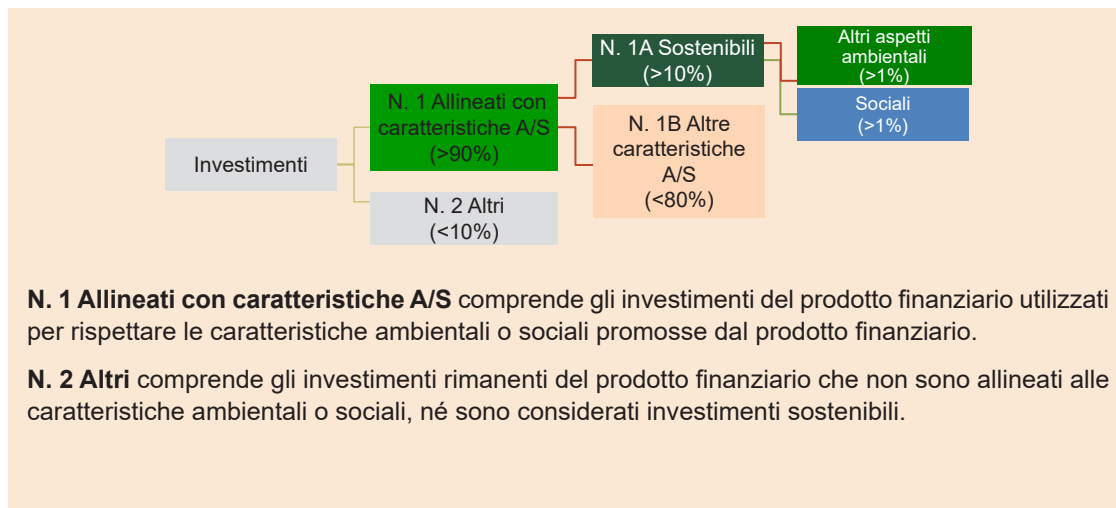 Investimenti
N. 1 Allineati con
caratteristiche A/S
(>90%)
N. 2 Altri
(<10%)
N. 1A Sostenibili
(>10%)
N. 1B Altre
caratteristiche
A/S
(<80%)
Altri aspetti
ambientali
(>1%)
Sociali
(>1%)
N. 1 Allineati con caratteristiche A/S comprende gli investimenti del prodotto finanziario utilizzati
per rispettare le caratteristiche ambientali o sociali promosse dal prodotto finanziario.
N. 2 Altri comprende gli investimenti rimanenti del prodotto finanziario che non sono allineati alle
caratteristiche ambientali o sociali, né sono considerati investimenti sostenibili.